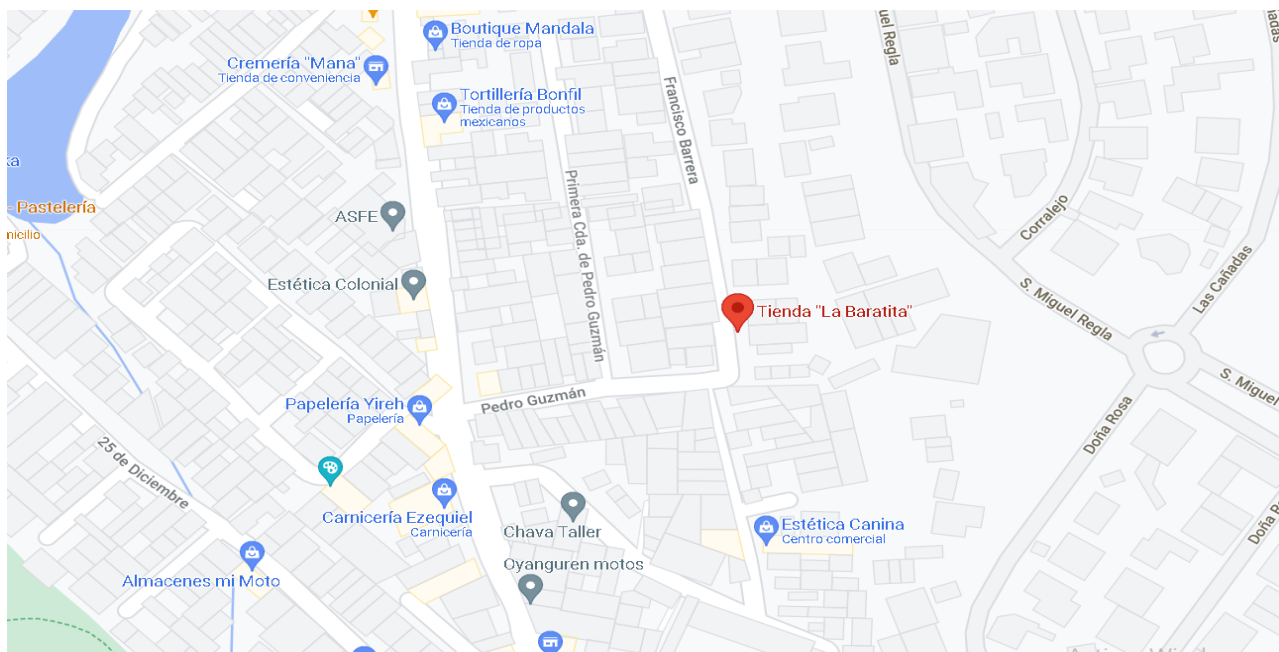 Boutique Mandala
Tienda de ropa
Cremería "Mana"
Tienda de conveniencia
Tortillería Bonfil
Tienda de productos
mexicanos
Francisco Barrera
Miguel Regla
Primera Cda. de Pedro Guzmán
- Pastelería
ASFE
Corralejo
Estética Colonial
Las Cañadas
S. Miguel Regla
Tienda "La Baratita"
Pedro Guzmán
Papelería Yireh
Papelería
S. Miguel
Doña Rosa
25 de Diciembre
Carnicería Ezequiel
Carnicería
Chava Taller
Estética Canina
Centro comercial
Oyanguren motos
Almacenes mi Moto